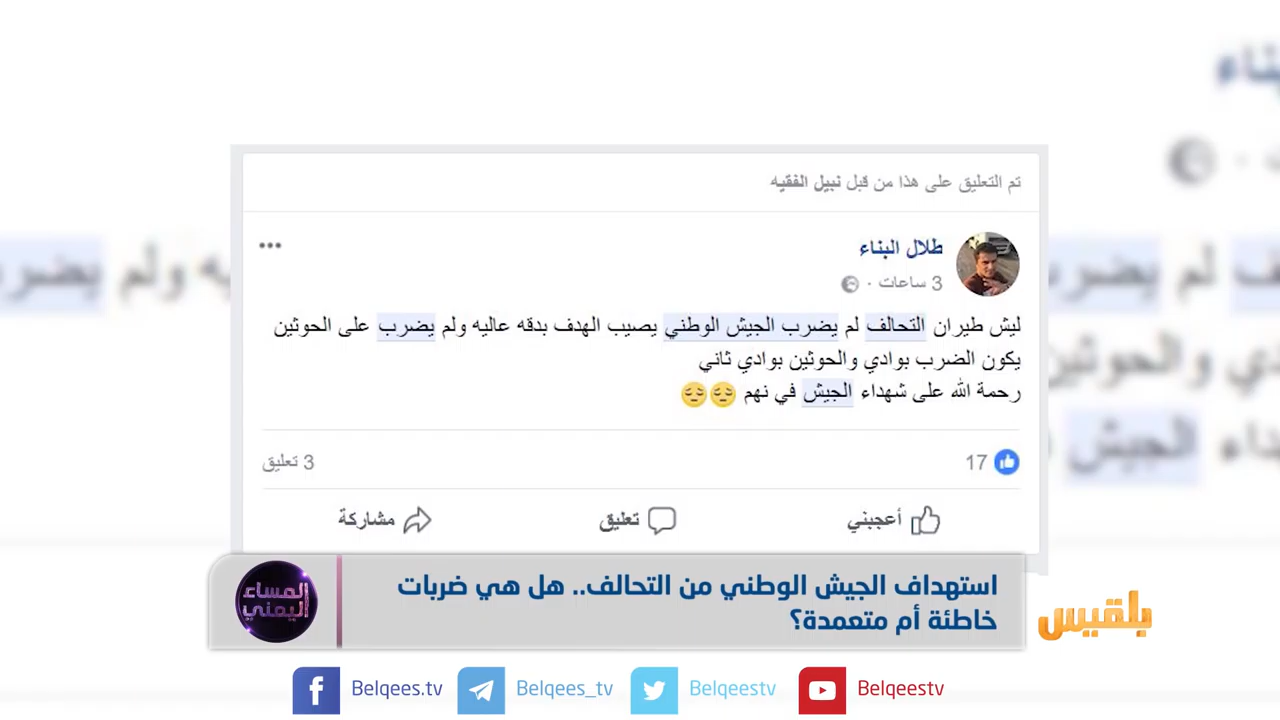 تم التعليق على هذا من قبل نبيل الفقيه
طلال البناء
3 ساعات ·
ليش طيران التحالف لم يضرب الجيش الوطني يصيب الهدف بدقه عاليه ولم يضرب على الحوثين
يكون الضرب بوادي والحوثين بوادي ثاني
رحمة الله على شهداء الجيش في نهم 😔😔
17
3 تعليق
أعجبني
تعليق
مشاركة
استهداف الجيش الوطني من التحالف.. هل هي ضربات
خاطئة أم متعمدة؟
المساء
اليمني
بلقيس
Belqees.tv
Belqees_tv
Belqeestv
Belqeestv